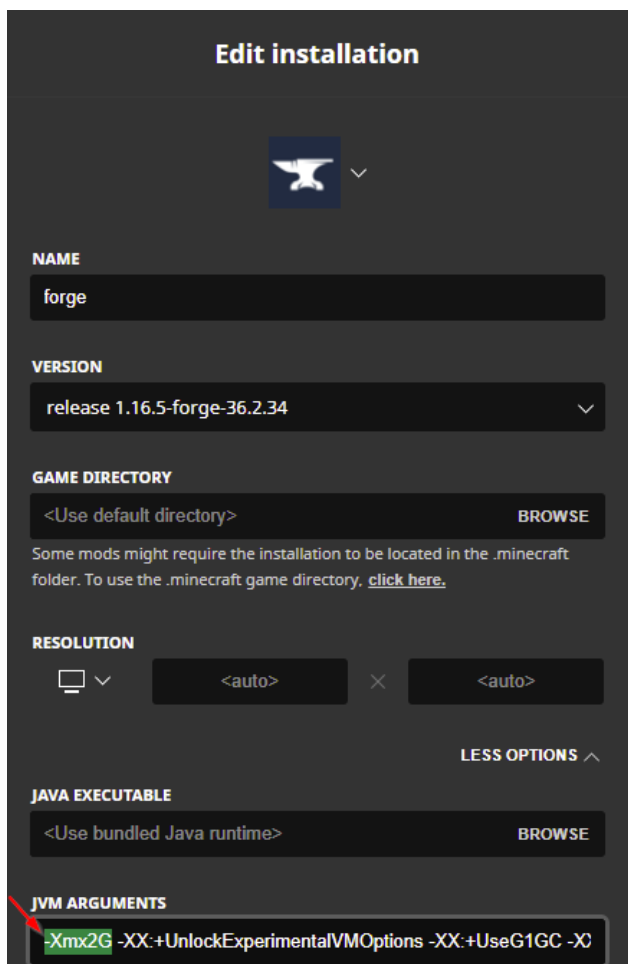 Edit installation
NAME
forge
VERSION
release 1.16.5-forge-36.2.34
GAME DIRECTORY
<Use default directory> BROWSE
Some mods might require the installation to be located in the .minecraft
folder. To use the .minecraft game directory, click here.
RESOLUTION
<auto> × <auto>
LESS OPTIONS
JAVA EXECUTABLE
<Use bundled Java runtime> BROWSE
JVM ARGUMENTS
-Xmx2G -XX:+UnlockExperimentalVMOptions -XX:+UseG1GC -X